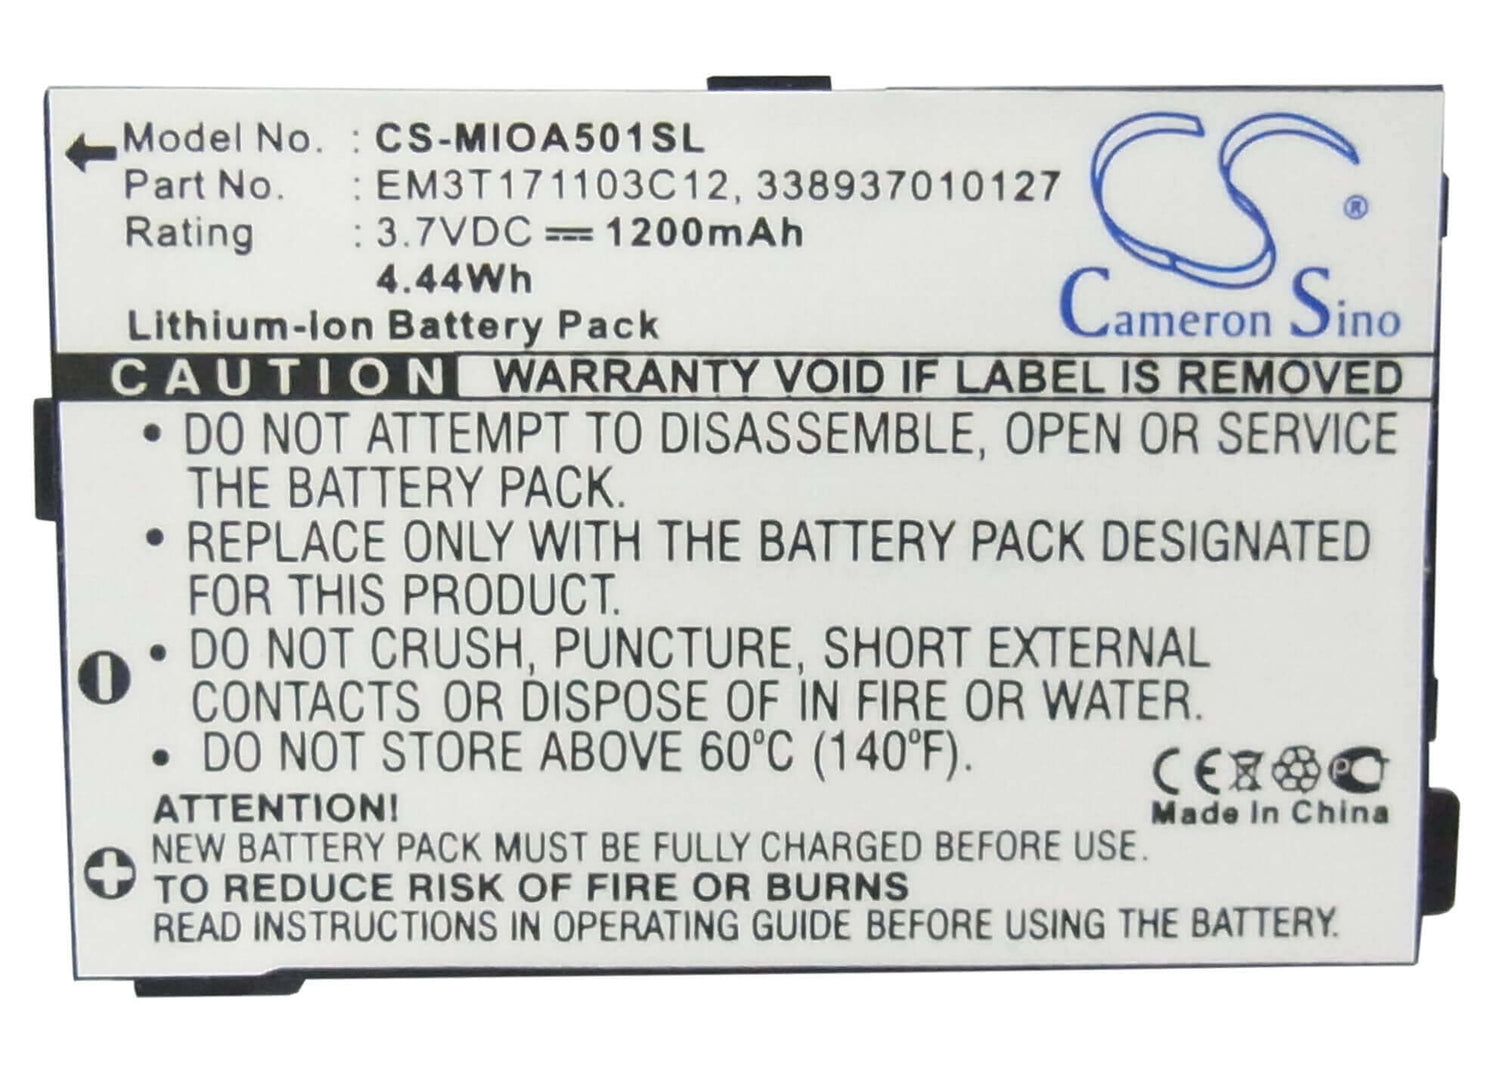 Model No. : CS-MIOA501SL
Part No. : EM3T171103C12, 338937010127
Rating : 3.7VDC ⎓ 1200mAh
4.44Wh
Lithium-Ion Battery Pack
CS ®
Cameron Sino
CAUTION WARRANTY VOID IF LABEL IS REMOVED
• DO NOT ATTEMPT TO DISASSEMBLE, OPEN OR SERVICE
THE BATTERY PACK.
• REPLACE ONLY WITH THE BATTERY PACK DESIGNATED
FOR THIS PRODUCT.
• DO NOT CRUSH, PUNCTURE, SHORT EXTERNAL
CONTACTS OR DISPOSE OF IN FIRE OR WATER.
• DO NOT STORE ABOVE 60°C (140°F).
CE PC
Made In China
ATTENTION!
NEW BATTERY PACK MUST BE FULLY CHARGED BEFORE USE.
TO REDUCE RISK OF FIRE OR BURNS
READ INSTRUCTIONS IN OPERATING GUIDE BEFORE USING THE BATTERY.